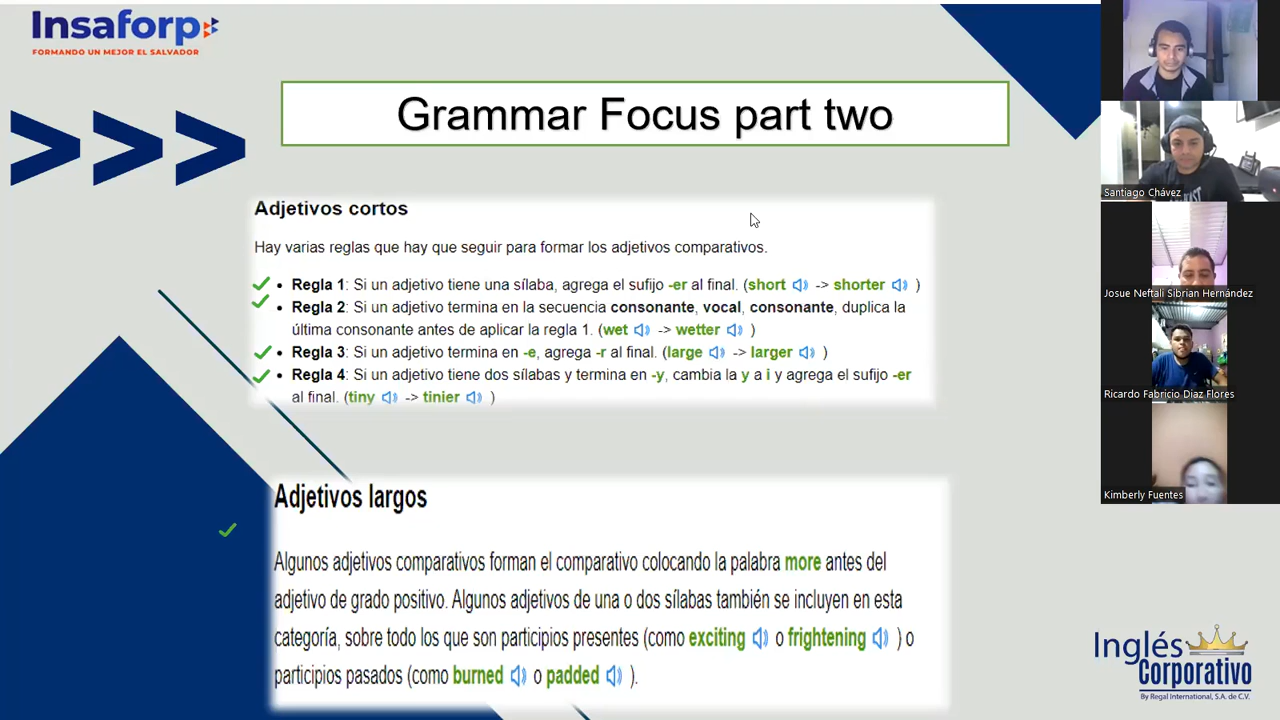 Insaforp
FORMANDO UN MEJOR EL SALVADOR
Grammar Focus part two
Adjetivos cortos
Hay varias reglas que hay que seguir para formar los adjetivos comparativos.
Regla 1: Si un adjetivo tiene una sílaba, agrega el sufijo -er al final. (short -> shorter )
Regla 2: Si un adjetivo termina en la secuencia consonante, vocal, consonante, duplica la
última consonante antes de aplicar la regla 1. (wet -> wetter )
Regla 3: Si un adjetivo termina en -e, agrega -r al final. (large -> larger )
Regla 4: Si un adjetivo tiene dos sílabas y termina en -y, cambia la y a i y agrega el sufijo -er
al final. (tiny -> tinier )
Adjetivos largos
Algunos adjetivos comparativos forman el comparativo colocando la palabra more antes del
adjetivo de grado positivo. Algunos adjetivos de una o dos sílabas también se incluyen en esta
categoría, sobre todo los que son participios presentes (como exciting o frightening ) o
participios pasados (como burned o padded ).
Santiago Chávez
Josue Neftali Sibrian Hernández
Ricardo Fabricio Diaz Flores
Kimberly Fuentes
Inglés
Corporativo
By Regal International, S.A. de C.V.